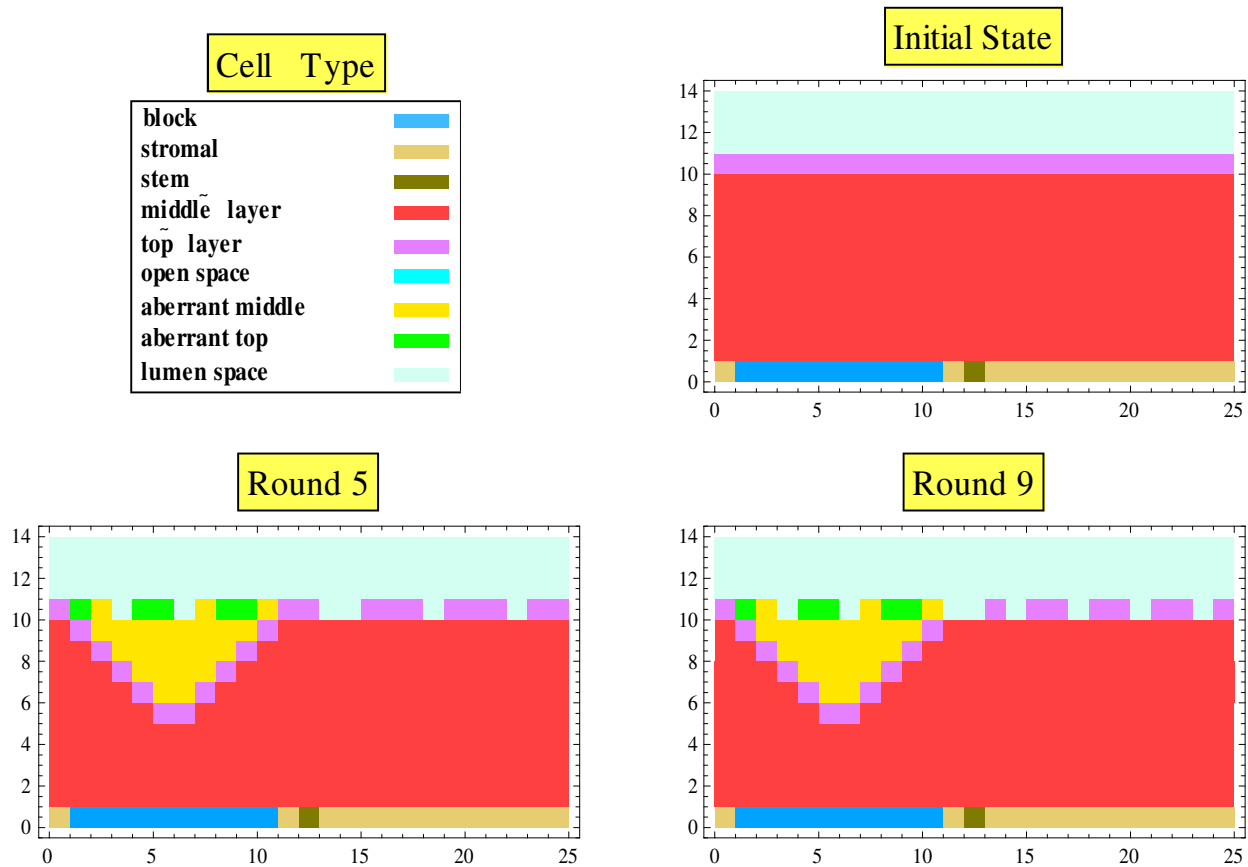 Cell Type
block
stromal
stem
middl~e layer
to~p layer
open space
aberrant middle
aberrant top
lumen space
Initial State
14
12
10
8
6
4
2
0
0 5 10 15 20 25
Round 5
14
12
10
8
6
4
2
0
0 5 10 15 20 25
Round 9
14
12
10
8
6
4
2
0
0 5 10 15 20 25